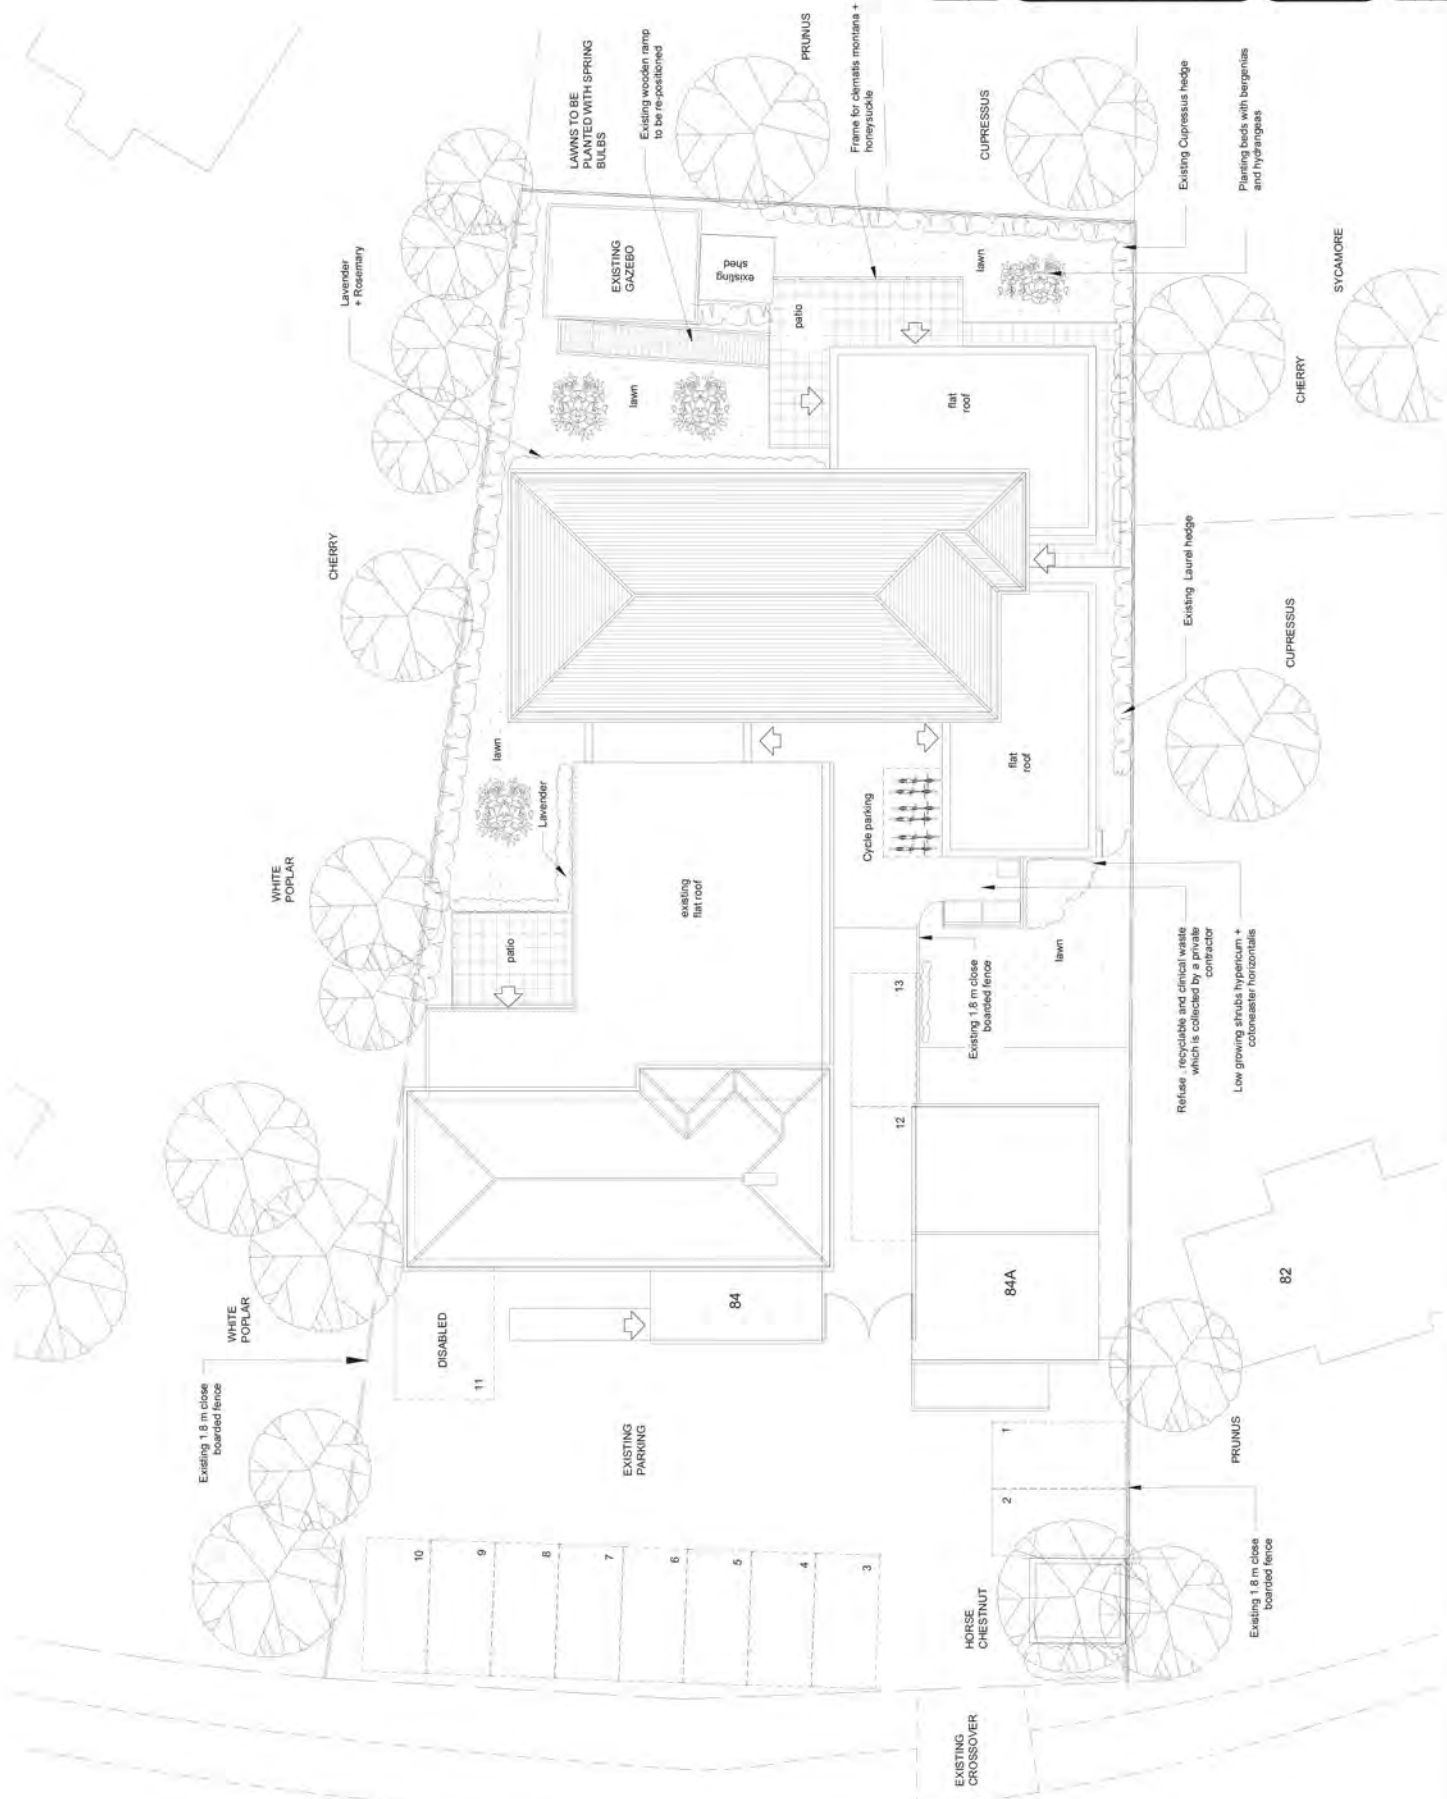 PRUNUS
LAWNS TO BE
PLANTED WITH SPRING
BULBS
Existing wooden ramp
to be re-positioned
Frame for clematis montana +
honeysuckle
CUPRESSUS
Existing Cupressus hedge
Planting beds with bergenias
and hydrangeas
Lavender
+ Rosemary
EXISTING
GAZEBO
existing
shed
lawn
patio
SYCAMORE
lawn
flat
roof
CHERRY
CHERRY
Existing Laurel hedge
CUPRESSUS
lawn
Lavender
flat
roof
Cycle parking
WHITE
POPLAR
existing
flat roof
patio
lawn
13
Existing 1.8 m close
boarded fence
Refuse , recyclable and clinical waste
which is collected by a private
contractor
Low growing shrubs hypericum +
cotoneaster horizontalis
12
WHITE
POPLAR
84
84A
82
DISABLED
11
Existing 1.8 m close
boarded fence
EXISTING
PARKING
1
PRUNUS
2
10
9
8
7
6
5
4
3
HORSE
CHESTNUT
Existing 1.8 m close
boarded fence
EXISTING
CROSSOVER